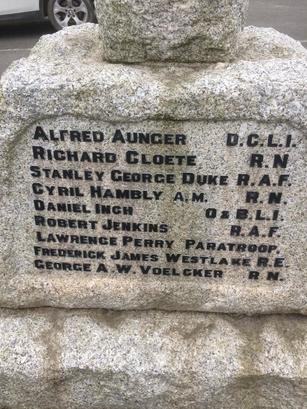 ALFRED AUNGER D.C.L.I.
RICHARD CLOETE R.N
STANLEY GEORGE DUKE R.A.F.
CYRIL HAMBLY A.M. R.N.
DANIEL INCH O & B.L.I.
ROBERT JENKINS R.A.F.
LAWRENCE PERRY PARATROOP.
FREDERICK JAMES WESTLAKE R.E.
GEORGE A.W. VOELCKER R.N.